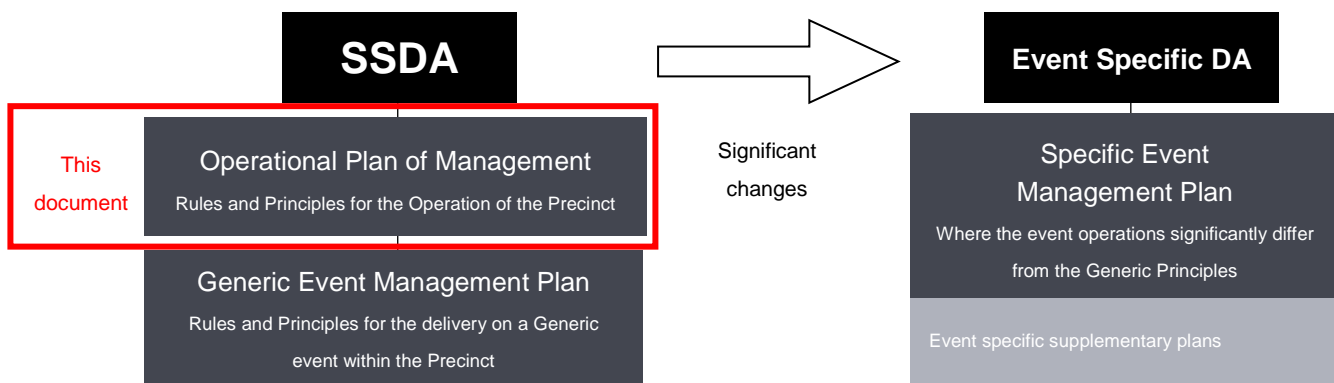 SSDA
This
document
Operational Plan of Management
Rules and Principles for the Operation of the Precinct
Generic Event Management Plan
Rules and Principles for the delivery on a Generic
event within the Precinct
Significant
changes
Event Specific DA
Specific Event
Management Plan
Where the event operations significantly differ
from the Generic Principles
Event specific supplementary plans